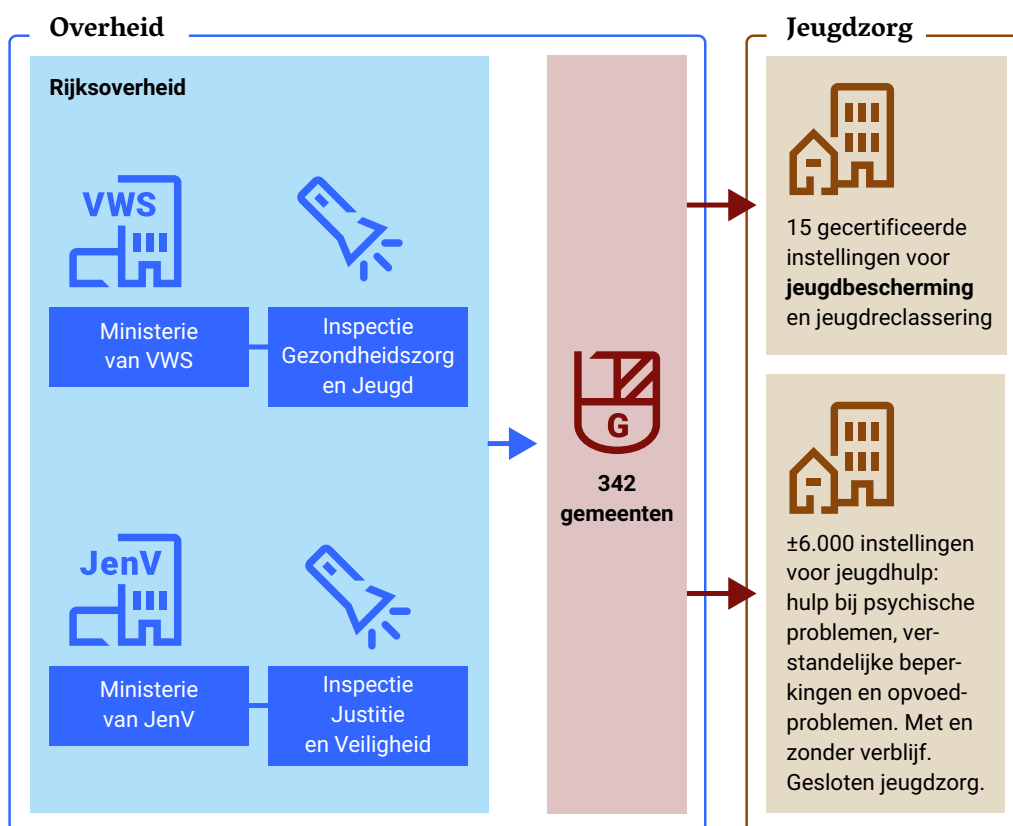 Overheid
Rijksoverheid
VWS
Ministerie
van VWS
Inspectie
Gezondheidszorg
en Jeugd
JenV
Ministerie
van JenV
Inspectie
Justitie
en Veiligheid
G
342
gemeenten
Jeugdzorg
15 gecertificeerde
instellingen voor
jeugdbescherming
en jeugdreclassering
±6.000 instellingen
voor jeugdhulp:
hulp bij psychische
problemen, ver-
standelijke beper-
kingen en opvoed-
problemen. Met en
zonder verblijf.
Gesloten jeugdzorg.